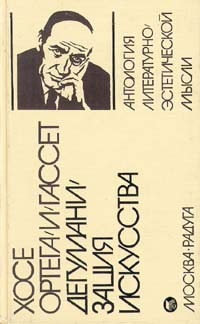 АНТОЛОГИЯ
ЛИТЕРАТУРНО-
ЭСТЕТИЧЕСКОЙ
МЫСЛИ
ХОСЕ
ОРТЕГА-И-ГАССЕТ
ДЕГУМАНИ-
ЗАЦИЯ
ИСКУССТВА
МОСКВА·РАДУГА